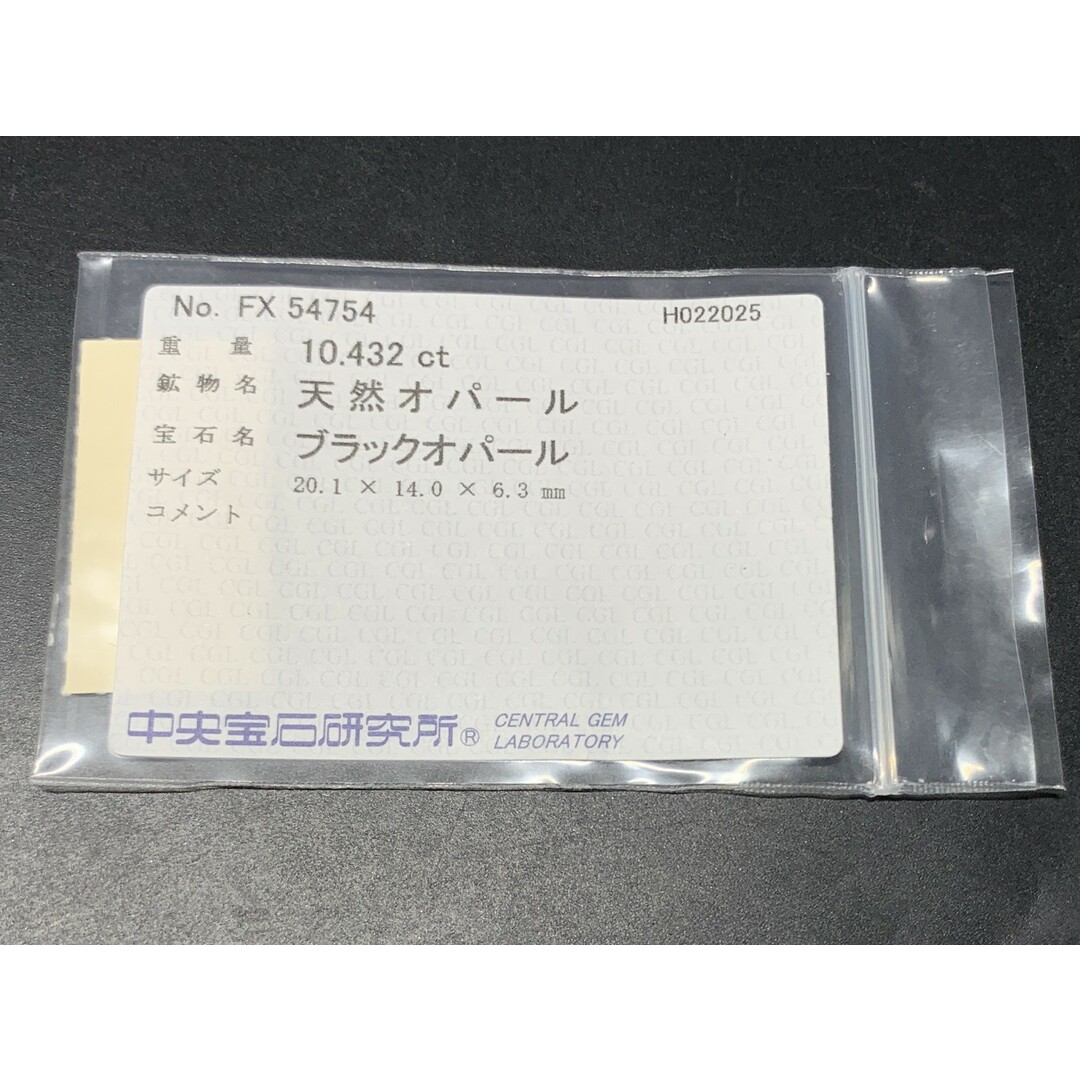 No. FX 54754 H022025
重量 10.432 ct
鉱物名 天然オパール
宝石名 ブラックオパール
サイズ 20.1 × 14.0 × 6.3 mm
コメント
中央宝石研究所® CENTRAL GEM
LABORATORY